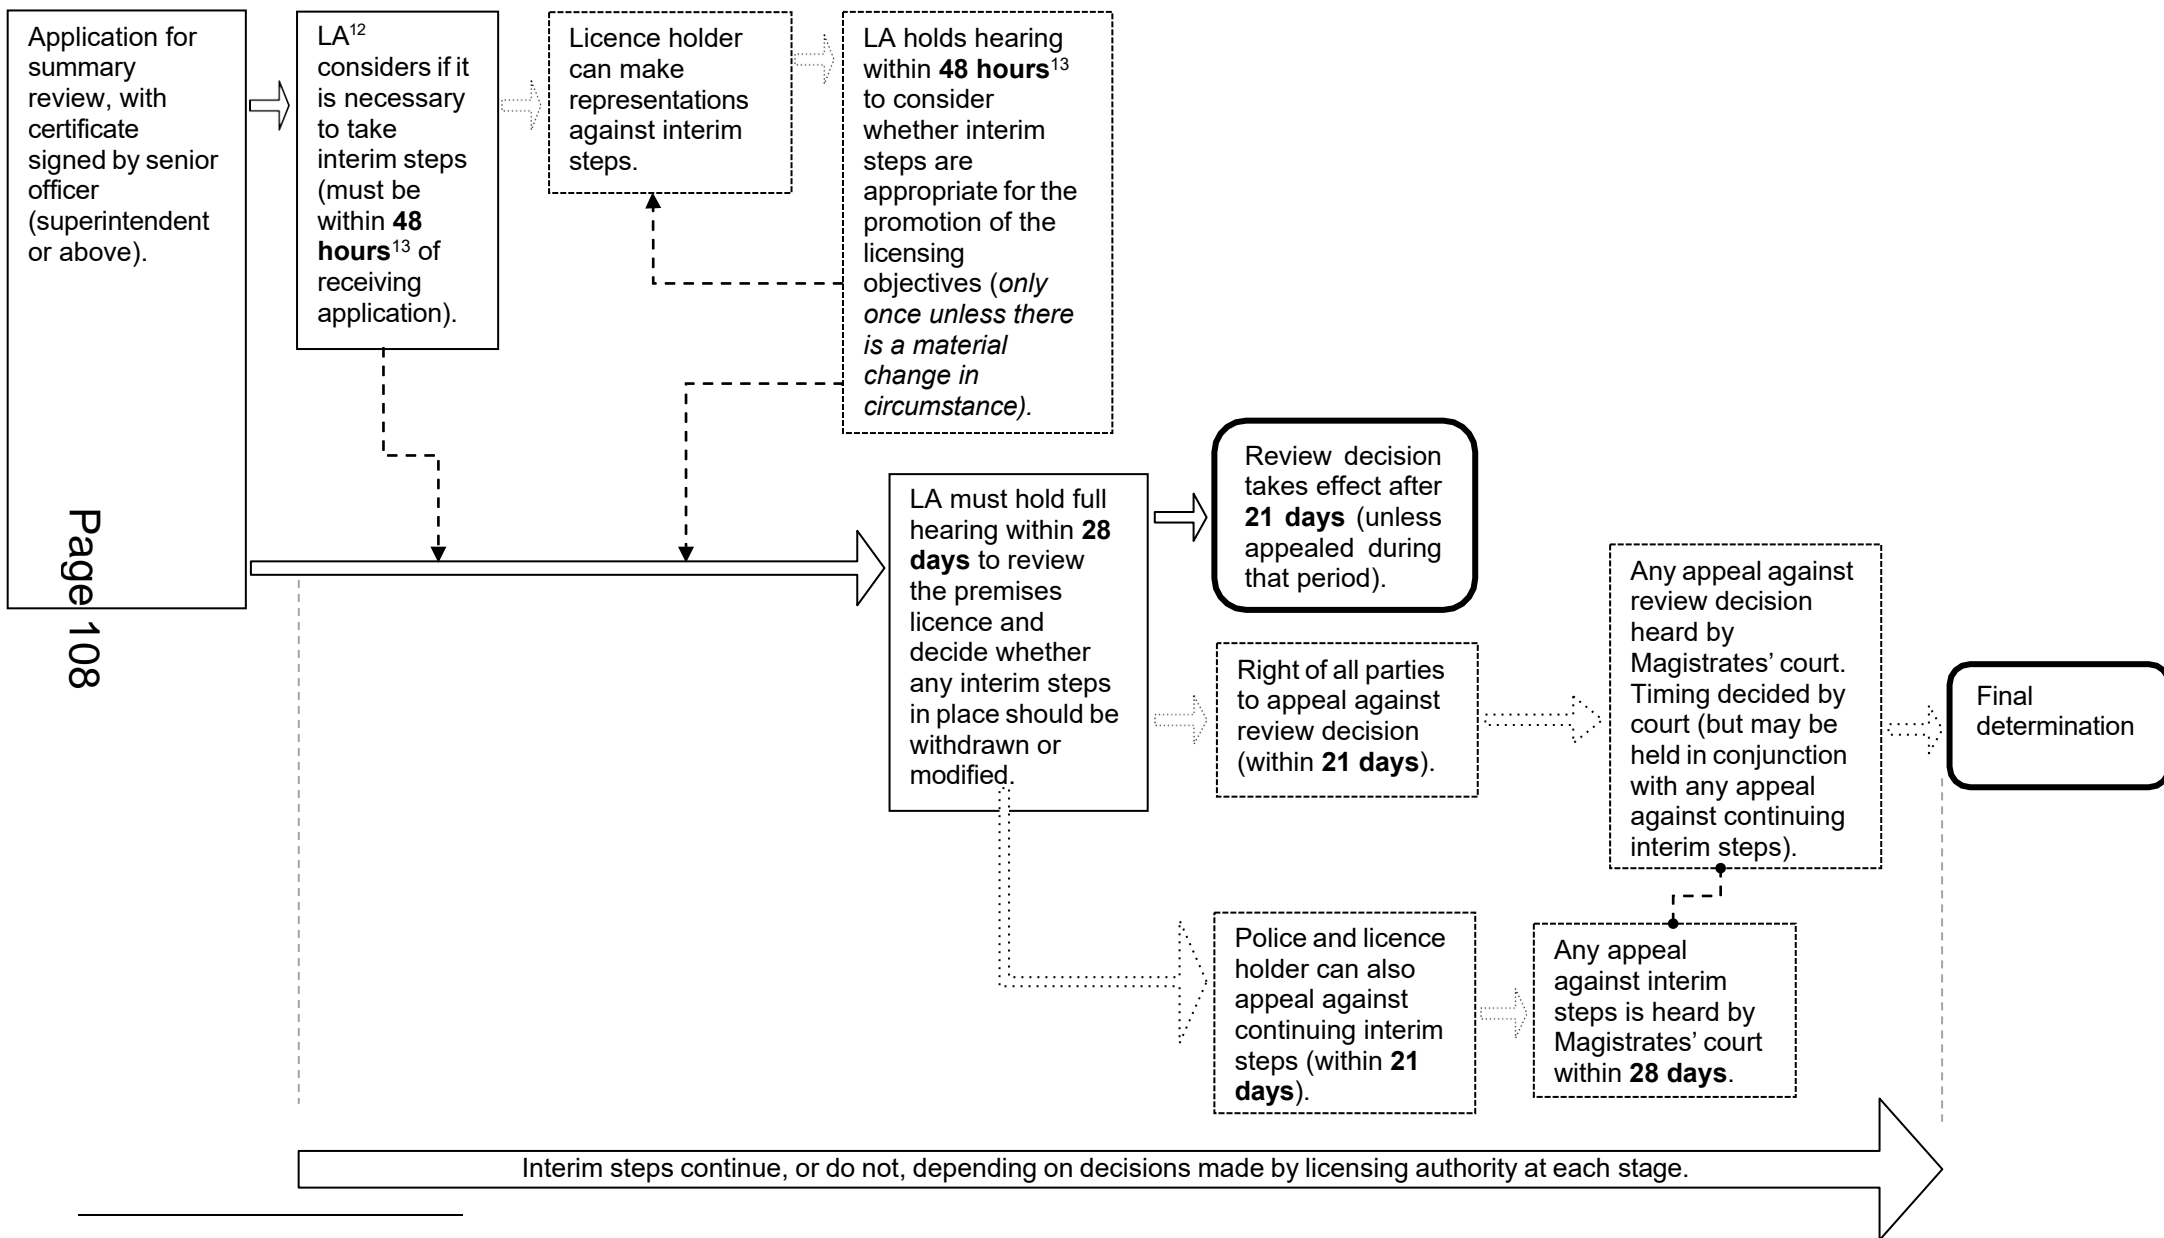 Application for
summary
review, with
certificate
signed by senior
officer
(superintendent
or above).
LA12
considers if it
is necessary
to take
interim steps
(must be
within 48
hours13 of
receiving
application).
Licence holder
can make
representations
against interim
steps.
LA holds hearing
within 48 hours13
to consider
whether interim
steps are
appropriate for the
promotion of the
licensing
objectives (only
once unless there
is a material
change in
circumstance).
Page 108
LA must hold full
hearing within 28
days to review
the premises
licence and
decide whether
any interim steps
in place should be
withdrawn or
modified.
Review decision
takes effect after
21 days (unless
appealed during
that period).
Right of all parties
to appeal against
review decision
(within 21 days).
Any appeal against
review decision
heard by
Magistrates’ court.
Timing decided by
court (but may be
held in conjunction
with any appeal
against continuing
interim steps).
Final
determination
Police and licence
holder can also
appeal against
continuing interim
steps (within 21
days).
Any appeal
against interim
steps is heard by
Magistrates’ court
within 28 days.
Interim steps continue, or do not, depending on decisions made by licensing authority at each stage.